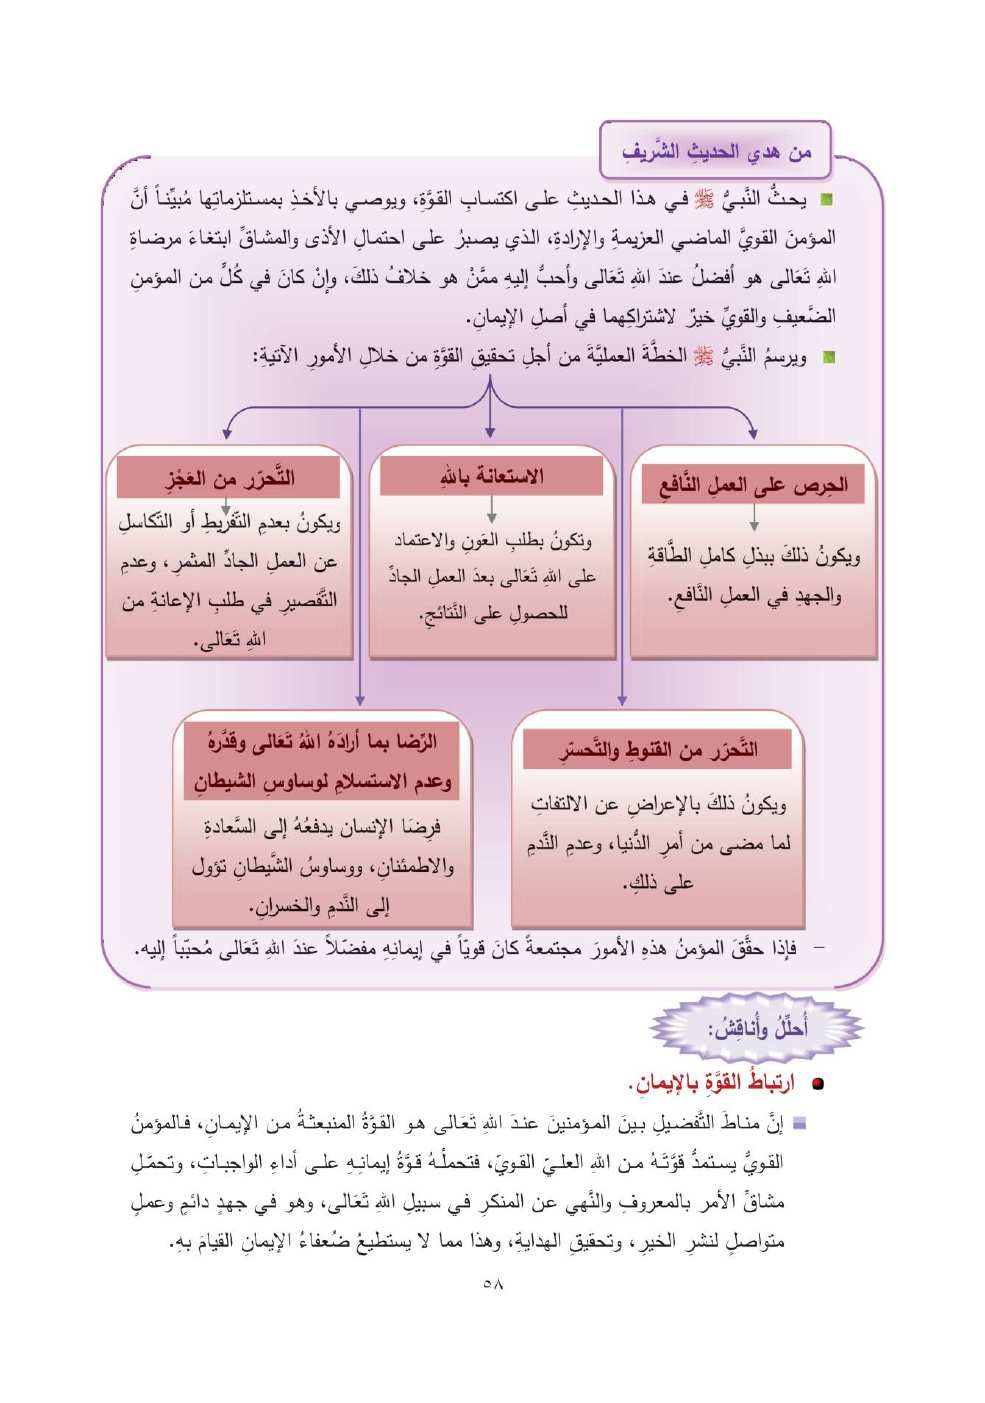 من هدي الحديثِ الشَّريفِ
يحثُّ النَّبيُّ ﷺ في هذا الحديثِ على اكتسابِ القوَّةِ، ويوصي بالأخذِ بمستلزماتِها مُبيِّناً أنَّ
المؤمنَ القويَّ الماضي العزيمةِ والإرادةِ، الذي يصبرُ على احتمالِ الأذى والمشاقِّ ابتغاءَ مرضاةِ
اللهِ تَعَالى هو أفضلُ عندَ اللهِ تَعَالى وأحبُّ إليهِ ممَّنْ هو خلافُ ذلكَ، وإنْ كانَ في كُلٍّ من المؤمنِ
الضَّعيفِ والقويِّ خيرٌ لاشتراكِهما في أصلِ الإيمانِ.
ويرسمُ النَّبيُّ ﷺ الخطَّةَ العمليَّةَ من أجلِ تحقيقِ القوَّةِ من خلالِ الأمورِ الآتيةِ:
الحِرص على العملِ النَّافعِ
ويكونُ ذلكَ ببذلِ كاملِ الطَّاقةِ
والجهدِ في العملِ النَّافعِ.
الاستعانة باللهِ
وتكونُ بطلبِ العَونِ والاعتماد
على اللهِ تَعَالى بعدَ العملِ الجادِّ
للحصولِ على النَّتائجِ.
التَّحرّر من العَجْزِ
ويكونُ بعدمِ التَّفريطِ أو التَّكاسلِ
عن العملِ الجادِّ المثمرِ، وعدمِ
التَّقصيرِ في طلبِ الإعانةِ من
اللهِ تَعَالى.
التَّحرّر من القنوطِ والتَّحسّرِ
ويكونُ ذلكَ بالإعراضِ عن الالتفاتِ
لما مضى من أمرِ الدُّنيا، وعدمِ النَّدمِ
على ذلكِ.
الرِّضا بما أرادَهُ اللهُ تَعَالى وقدَّرهُ
وعدم الاستسلامِ لوساوسِ الشيطانِ
فرِضَا الإنسان يدفعُهُ إلى السَّعادةِ
والاطمئنانِ، ووساوسُ الشَّيطانِ تؤول
إلى النَّدمِ والخسرانِ.
– فإذا حقَّقَ المؤمنُ هذهِ الأمورَ مجتمعةً كانَ قويّاً في إيمانِهِ مفضّلاً عندَ اللهِ تَعَالى مُحبّباً إليه.
أُحلِّلُ وأُناقِشُ:
ارتباطُ القوَّةِ بالإيمانِ.
إنَّ مناطَ التَّفضيلِ بينَ المؤمنينَ عندَ اللهِ تَعَالى هو القوَّةُ المنبعثةُ من الإيمانِ، فالمؤمنُ
القويُّ يستمدُّ قوَّتَهُ من اللهِ العليّ القويّ، فتحملُهُ قوَّةُ إيمانِهِ على أداءِ الواجباتِ، وتحمّلِ
مشاقِّ الأمر بالمعروفِ والنَّهي عن المنكرِ في سبيلِ اللهِ تَعَالى، وهو في جهدٍ دائمٍ وعملٍ
متواصلٍ لنشرِ الخيرِ، وتحقيقِ الهدايةِ، وهذا مما لا يستطيعُ ضُعفاءُ الإيمانِ القيامَ بهِ.
٥٨